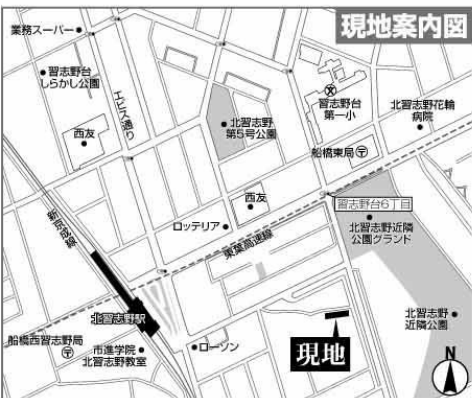 現地案内図
業務スーパー
習志野台
しらかし公園
エビス通り
西友
北習志野
第5号公園
習志野台
第一小
北習志野花輪
病院
船橋東局
西友
習志野台6丁目
ロッテリア
東葉高速線
北習志野近隣
公園グランド
新京成線
北習志野駅
北習志野
近隣公園
船橋西習志野局
市進学院
北習志野教室
ローソン
現地
N